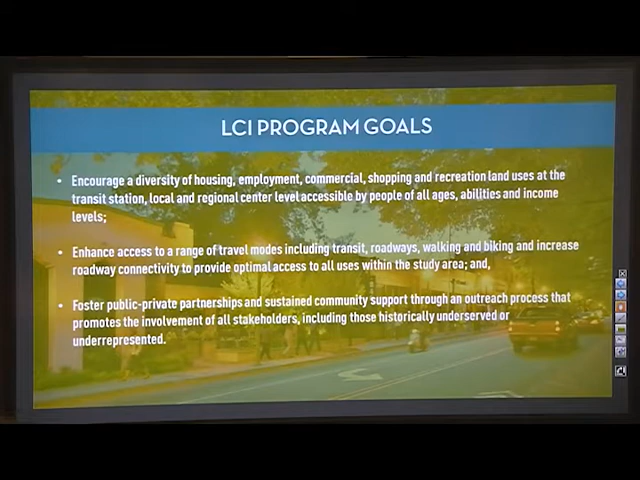 LCI PROGRAM GOALS
• Encourage a diversity of housing, employment, commercial, shopping and recreation land uses at the
transit station, local and regional center level accessible by people of all ages, abilities and income
levels;
• Enhance access to a range of travel modes including transit, roadways, walking and biking and increase
roadway connectivity to provide optimal access to all uses within the study area; and,
• Foster public-private partnerships and sustained community support through an outreach process that
promotes the involvement of all stakeholders, including those historically underserved or
underrepresented.